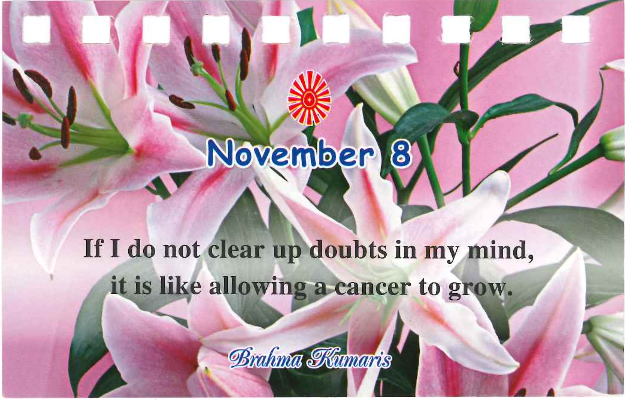 November 8
If I do not clear up doubts in my mind,
it is like allowing a cancer to grow.
Brahma Kumaris